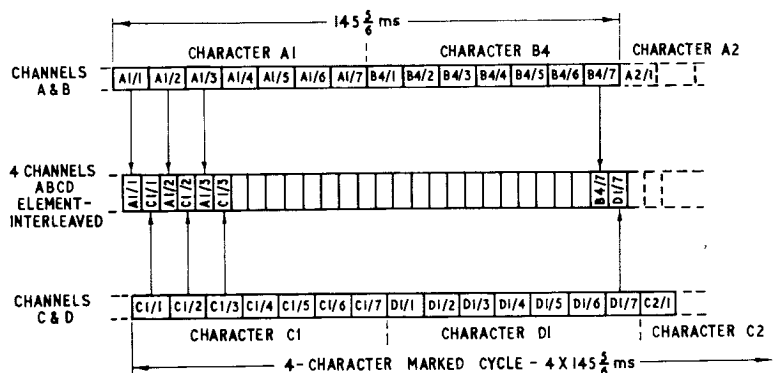 145 5/6 ms
CHARACTER A1 CHARACTER B4 CHARACTER A2
CHANNELS A & B
A1/1 A1/2 A1/3 A1/4 A1/5 A1/6 A1/7 B4/1 B4/2 B4/3 B4/4 B4/5 B4/6 B4/7 A2/1
4 CHANNELS
ABCD
ELEMENT-
INTERLEAVED
A1/1 C1/1 A1/2 C1/2 A1/3 C1/3 B4/7 D1/7
CHANNELS
C & D
C1/1 C1/2 C1/3 C1/4 C1/5 C1/6 C1/7 D1/1 D1/2 D1/3 D1/4 D1/5 D1/6 D1/7 C2/1
CHARACTER C1 CHARACTER D1 CHARACTER C2
4-CHARACTER MARKED CYCLE - 4 X 145 5/6 ms